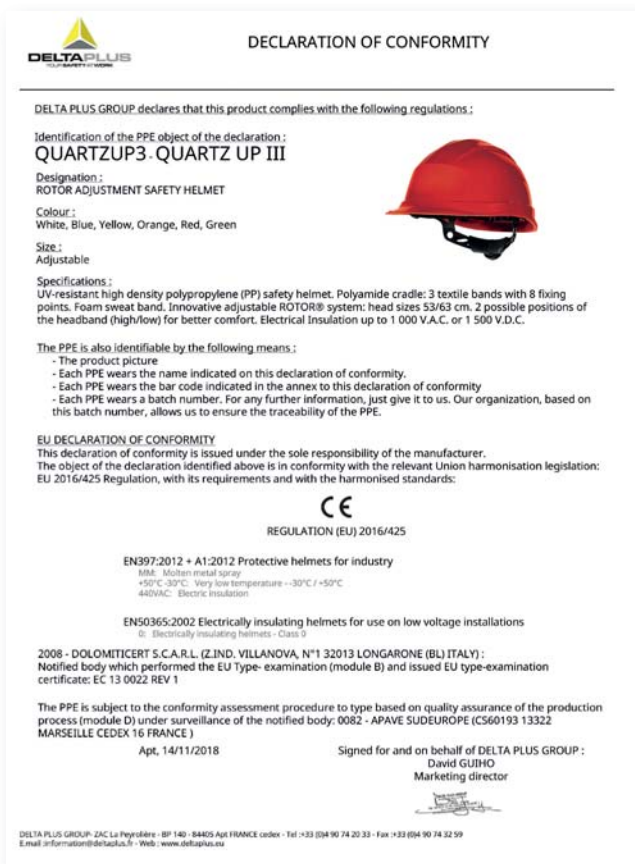 DELTAPLUS
YOUR SAFETY AT WORK
DECLARATION OF CONFORMITY
DELTA PLUS GROUP declares that this product complies with the following regulations :
Identification of the PPE object of the declaration :
QUARTZUP3 - QUARTZ UP III
Designation :
ROTOR ADJUSTMENT SAFETY HELMET
Colour :
White, Blue, Yellow, Orange, Red, Green
Size :
Adjustable
Specifications :
UV-resistant high density polypropylene (PP) safety helmet. Polyamide cradle: 3 textile bands with 8 fixing
points. Foam sweat band. Innovative adjustable ROTOR® system: head sizes 53/63 cm. 2 possible positions of
the headband (high/low) for better comfort. Electrical Insulation up to 1 000 V.A.C. or 1 500 V.D.C.
The PPE is also identifiable by the following means :
- The product picture
- Each PPE wears the name indicated on this declaration of conformity.
- Each PPE wears the bar code indicated in the annex to this declaration of conformity
- Each PPE wears a batch number. For any further information, just give it to us. Our organization, based on
this batch number, allows us to ensure the traceability of the PPE.
EU DECLARATION OF CONFORMITY
This declaration of conformity is issued under the sole responsibility of the manufacturer.
The object of the declaration identified above is in conformity with the relevant Union harmonisation legislation:
EU 2016/425 Regulation, with its requirements and with the harmonised standards:
CE
REGULATION (EU) 2016/425
EN397:2012 + A1:2012 Protective helmets for industry
MM: Molten metal spray
+50°C -30°C: Very low temperature - -30°C / +50°C
440VAC: Electric insulation
EN50365:2002 Electrically insulating helmets for use on low voltage installations
0: Electrically insulating helmets - Class 0
2008 - DOLOMITICERT S.C.A.R.L. (Z.IND. VILLANOVA, N°1 32013 LONGARONE (BL) ITALY) :
Notified body which performed the EU Type- examination (module B) and issued EU type-examination
certificate: EC 13 0022 REV 1
The PPE is subject to the conformity assessment procedure to type based on quality assurance of the production
process (module D) under surveillance of the notified body: 0082 - APAVE SUDEUROPE (CS60193 13322
MARSEILLE CEDEX 16 FRANCE )
Apt, 14/11/2018
Signed for and on behalf of DELTA PLUS GROUP :
David GUIHO
Marketing director
DELTA PLUS GROUP- ZAC La Peyrolière - BP 140 - 84405 Apt FRANCE cedex - Tel :+33 (0)4 90 74 20 33 - Fax :+33 (0)4 90 74 32 59
E.mail :information@deltaplus.fr - Web : www.deltaplus.eu